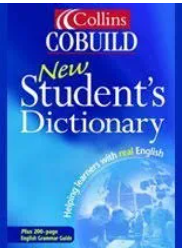 Collins
COBUILD
New
Student's
Dictionary
Helping learners with real English
Plus 200-page
English Grammar Guide